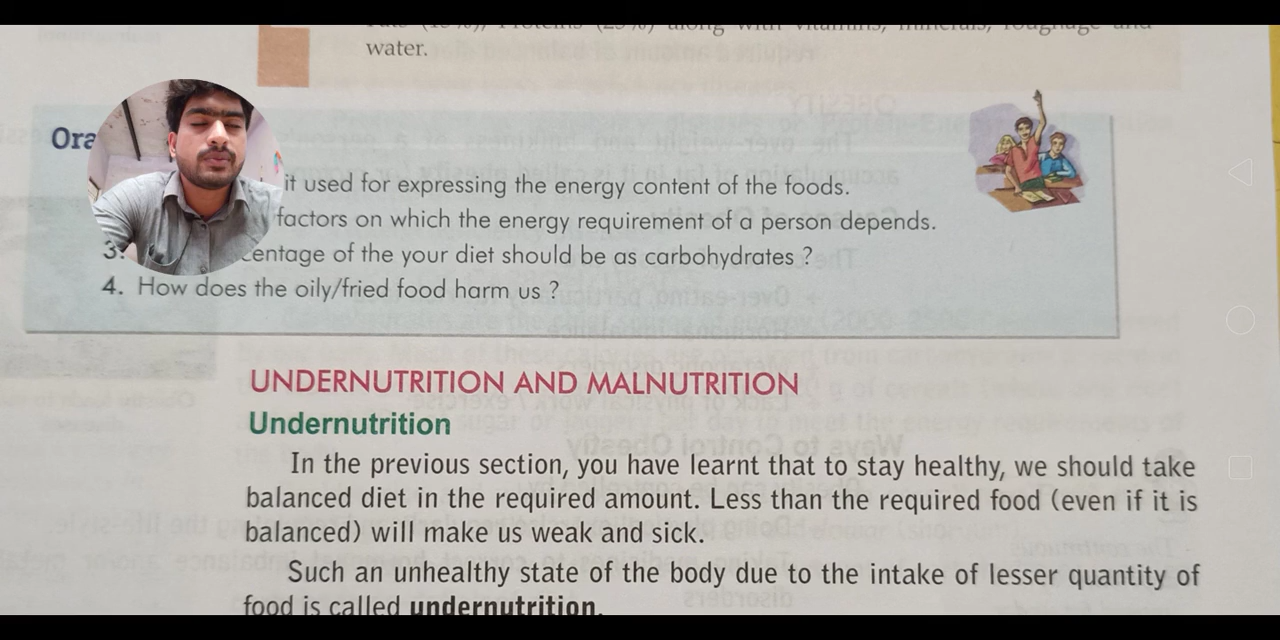 water.
Ora
it used for expressing the energy content of the foods.
factors on which the energy requirement of a person depends.
3. centage of the your diet should be as carbohydrates ?
4. How does the oily/fried food harm us ?
UNDERNUTRITION AND MALNUTRITION
Undernutrition
In the previous section, you have learnt that to stay healthy, we should take
balanced diet in the required amount. Less than the required food (even if it is
balanced) will make us weak and sick.
Such an unhealthy state of the body due to the intake of lesser quantity of
food is called undernutrition.